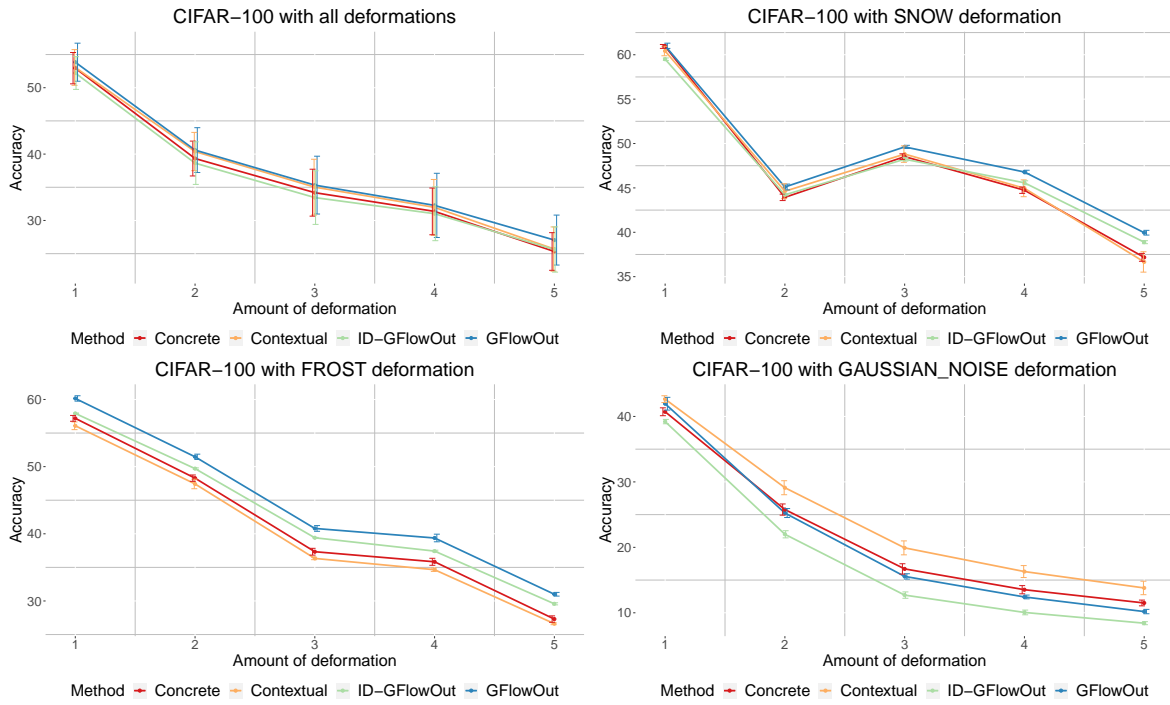 CIFAR−100 with all deformations
Accuracy
50
40
30
1 2 3 4 5
Amount of deformation
Method Concrete Contextual ID−GFlowOut GFlowOut
CIFAR−100 with SNOW deformation
Accuracy
60
55
50
45
40
35
1 2 3 4 5
Amount of deformation
Method Concrete Contextual ID−GFlowOut GFlowOut
CIFAR−100 with FROST deformation
Accuracy
60
50
40
30
1 2 3 4 5
Amount of deformation
Method Concrete Contextual ID−GFlowOut GFlowOut
CIFAR−100 with GAUSSIAN_NOISE deformation
Accuracy
40
30
20
10
1 2 3 4 5
Amount of deformation
Method Concrete Contextual ID−GFlowOut GFlowOut